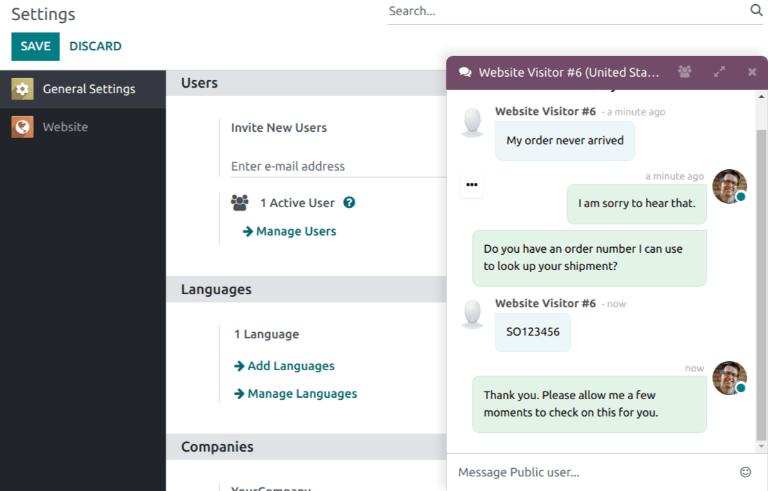 Settings
Search...
SAVE DISCARD
General Settings
Website
Users
Invite New Users
Enter e-mail address
1 Active User ?
Manage Users
Languages
1 Language
Add Languages
Manage Languages
Companies
YourCompany
Website Visitor #6 (United Sta...
Website Visitor #6 - a minute ago
My order never arrived
a minute ago
I am sorry to hear that.
Do you have an order number I can use
to look up your shipment?
Website Visitor #6 - now
SO123456
now
Thank you. Please allow me a few
moments to check on this for you.
Message Public user...